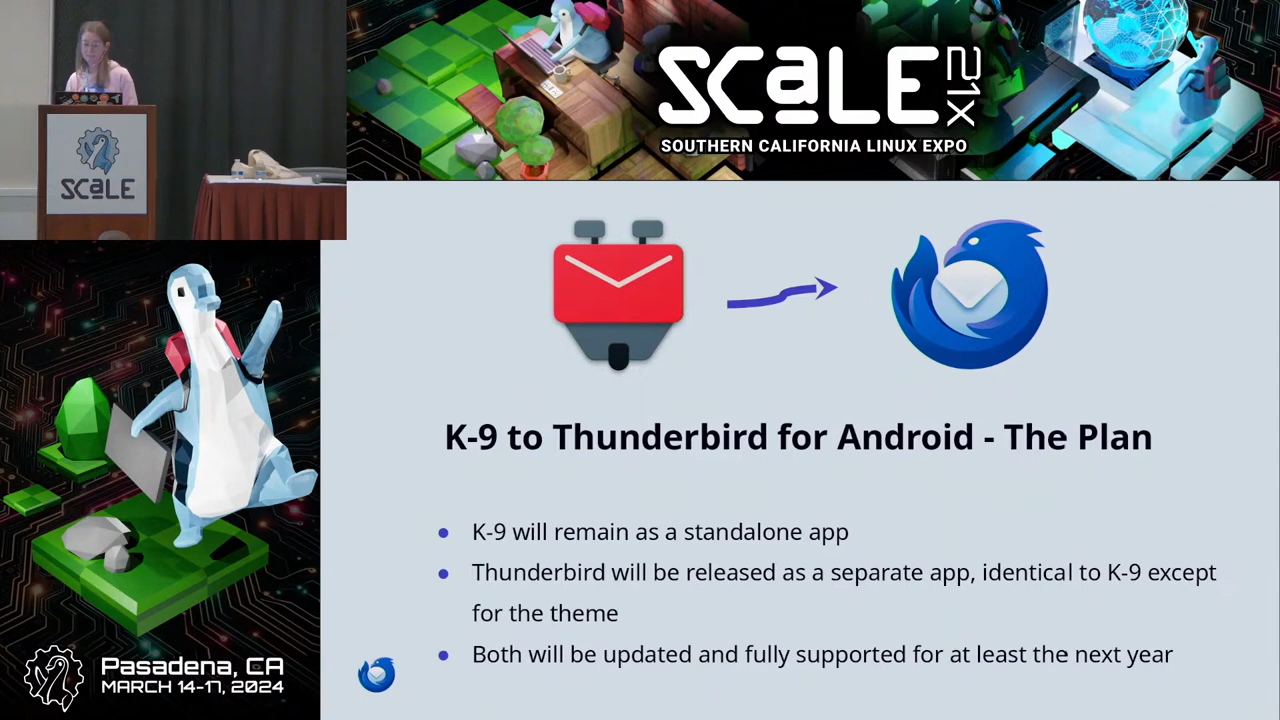 SCALE
21X
SOUTHERN CALIFORNIA LINUX EXPO
SCALE
K-9 to Thunderbird for Android - The Plan
● K-9 will remain as a standalone app
● Thunderbird will be released as a separate app, identical to K-9 except
for the theme
● Both will be updated and fully supported for at least the next year
Pasadena, CA
MARCH 14-17, 2024